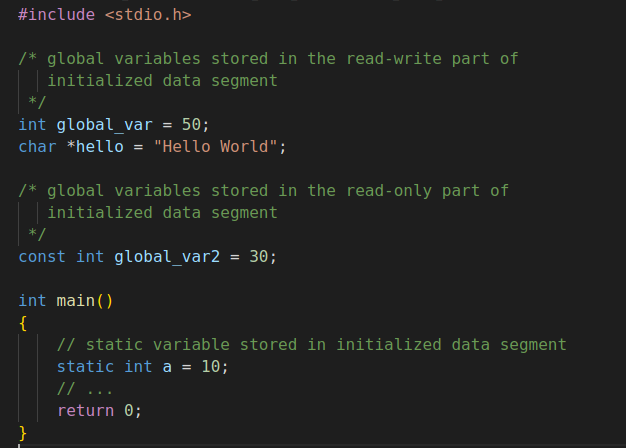 #include <stdio.h>
/* global variables stored in the read-write part of
initialized data segment
*/
int global_var = 50;
char *hello = "Hello World";
/* global variables stored in the read-only part of
initialized data segment
*/
const int global_var2 = 30;
int main()
{
// static variable stored in initialized data segment
static int a = 10;
// ...
return 0;
}